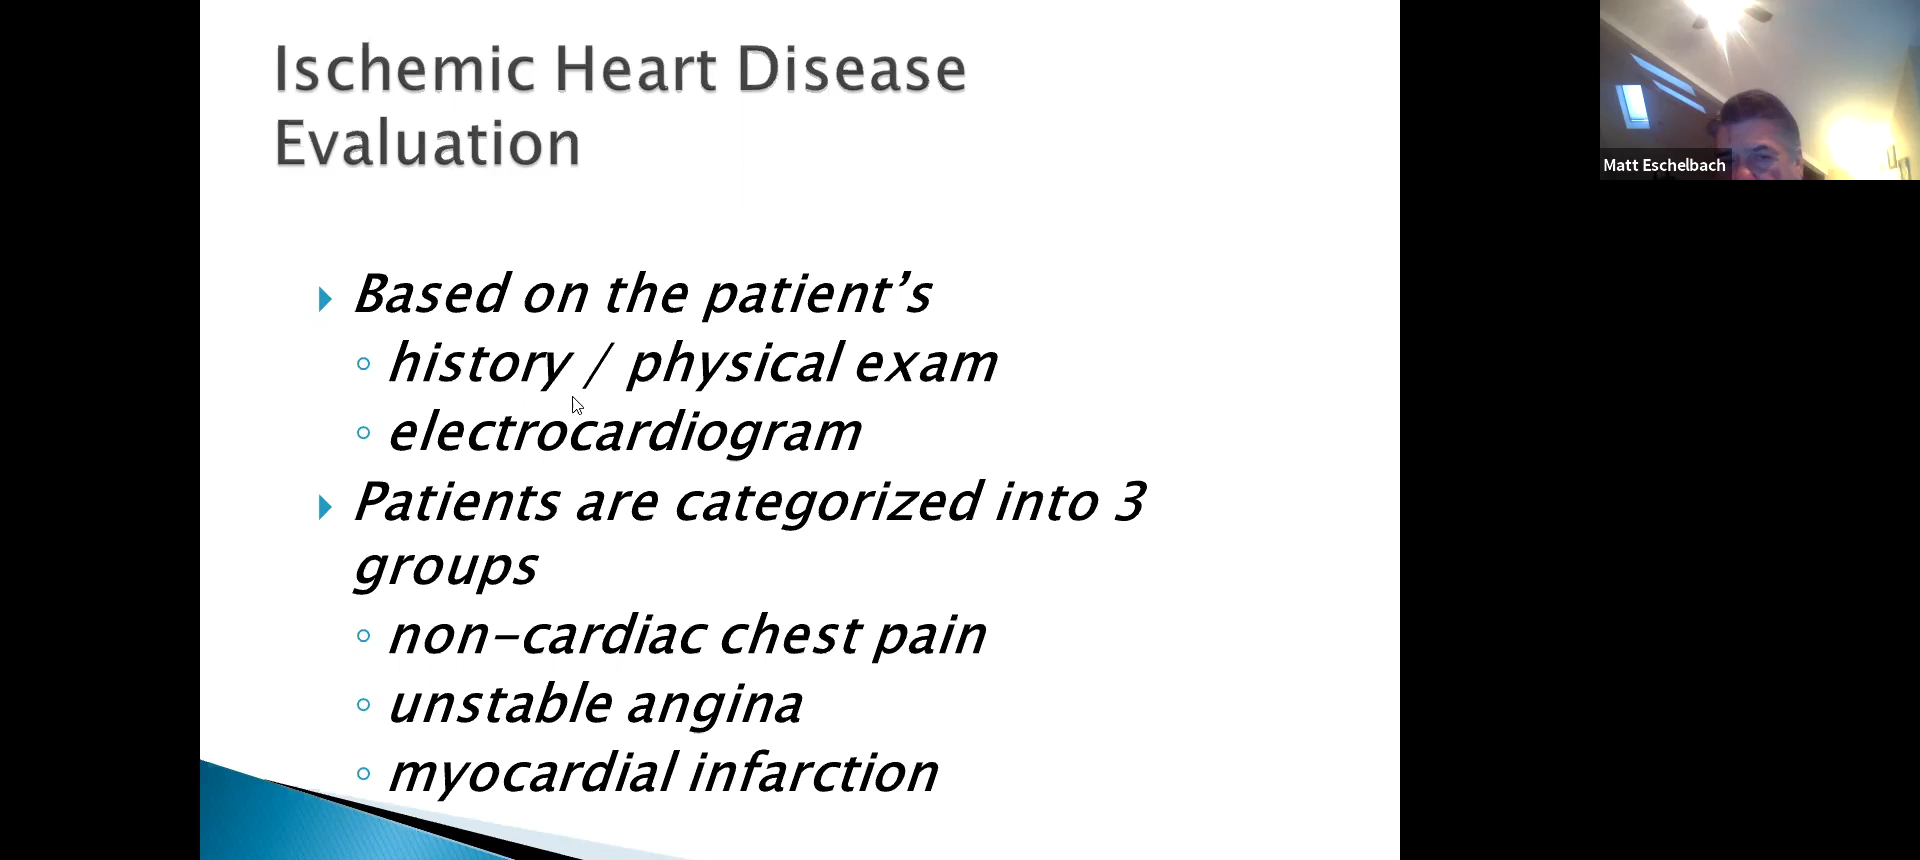 Ischemic Heart Disease
Evaluation
Based on the patient’s
history / physical exam
electrocardiogram
Patients are categorized into 3
groups
non-cardiac chest pain
unstable angina
myocardial infarction
Matt Eschelbach